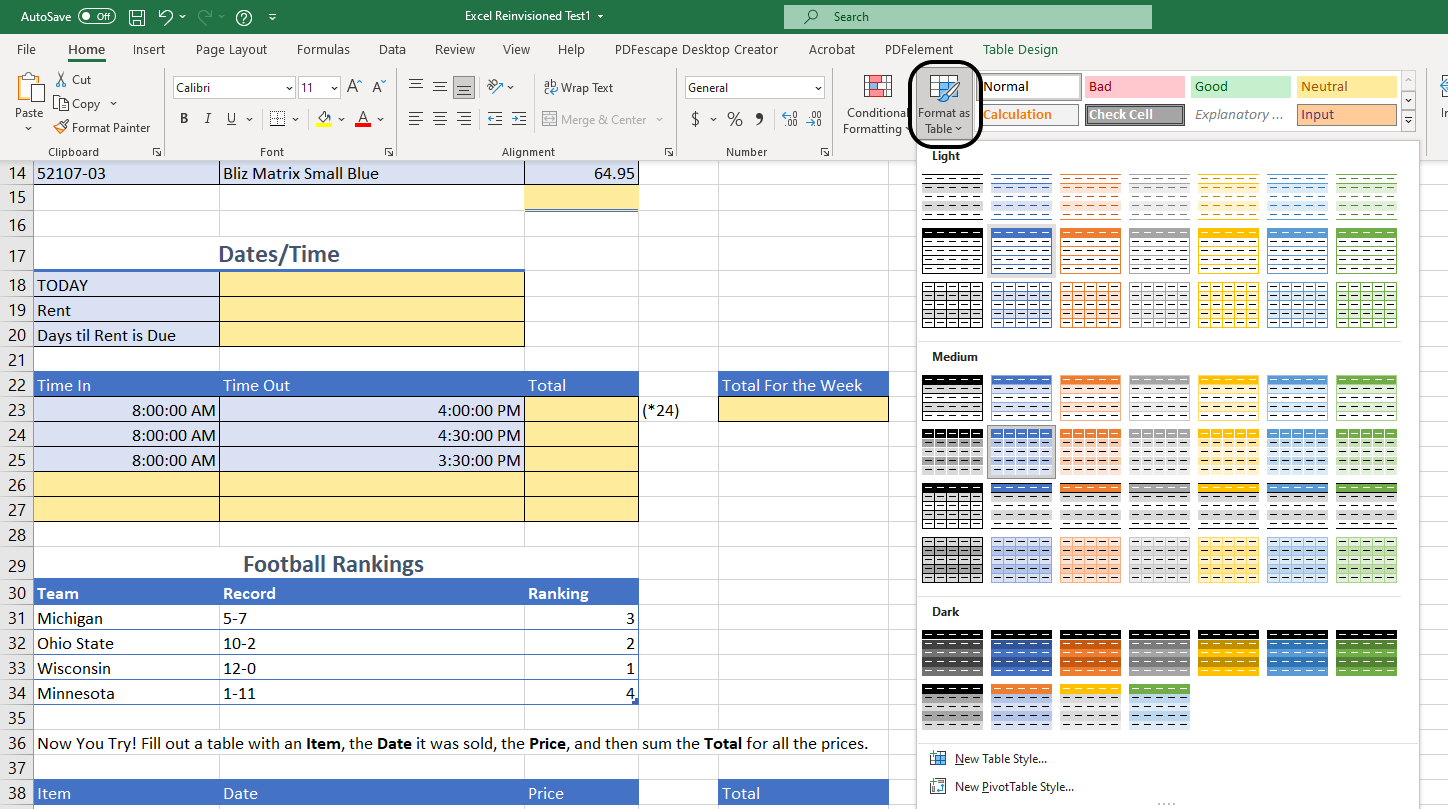 AutoSave Off Excel Reinvisioned Test1 Search
File Home Insert Page Layout Formulas Data Review View Help PDFescape Desktop Creator Acrobat PDFelement Table Design
Paste
Cut
Copy
Format Painter
Clipboard
Calibri 11
B I U
Font
Wrap Text
Merge & Center
Alignment
General
$ %
Number
Conditional
Formatting
Format as
Table
Normal Bad Good Neutral
Calculation Check Cell Explanatory ... Input
14 52107-03 Bliz Matrix Small Blue 64.95
15
16
17 Dates/Time
18 TODAY
19 Rent
20 Days til Rent is Due
21
22 Time In Time Out Total Total For the Week
23 8:00:00 AM 4:00:00 PM (*24)
24 8:00:00 AM 4:30:00 PM
25 8:00:00 AM 3:30:00 PM
26
27
28
29 Football Rankings
30 Team Record Ranking
31 Michigan 5-7 3
32 Ohio State 10-2 2
33 Wisconsin 12-0 1
34 Minnesota 1-11 4
35
36 Now You Try! Fill out a table with an Item, the Date it was sold, the Price, and then sum the Total for all the prices.
37
38 Item Date Price Total
Light
Medium
Dark
New Table Style...
New PivotTable Style...